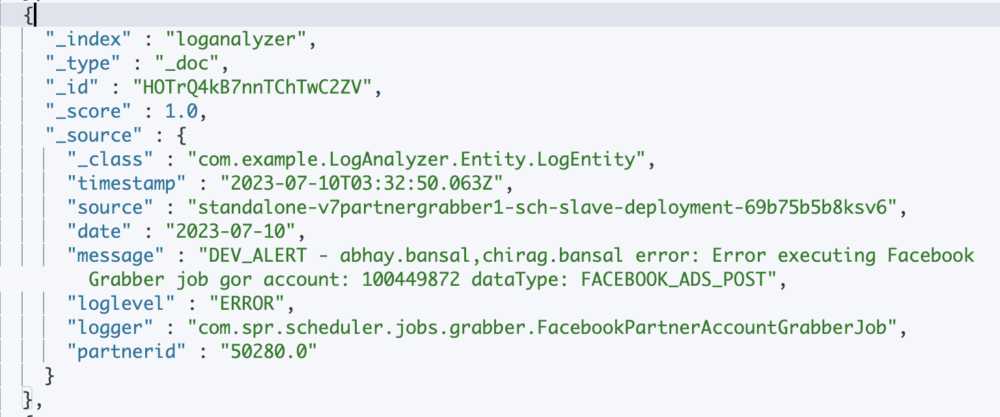 {
"_index" : "loganalyzer",
"_type" : "_doc",
"_id" : "HOTrQ4kB7nnTChTwC2ZV",
"_score" : 1.0,
"_source" : {
"_class" : "com.example.LogAnalyzer.Entity.LogEntity",
"timestamp" : "2023-07-10T03:32:50.063Z",
"source" : "standalone-v7partnergrabber1-sch-slave-deployment-69b75b5b8ksv6",
"date" : "2023-07-10",
"message" : "DEV_ALERT - abhay.bansal,chirag.bansal error: Error executing Facebook
Grabber job gor account: 100449872 dataType: FACEBOOK_ADS_POST",
"loglevel" : "ERROR",
"logger" : "com.spr.scheduler.jobs.grabber.FacebookPartnerAccountGrabberJob",
"partnerid" : "50280.0"
}
},